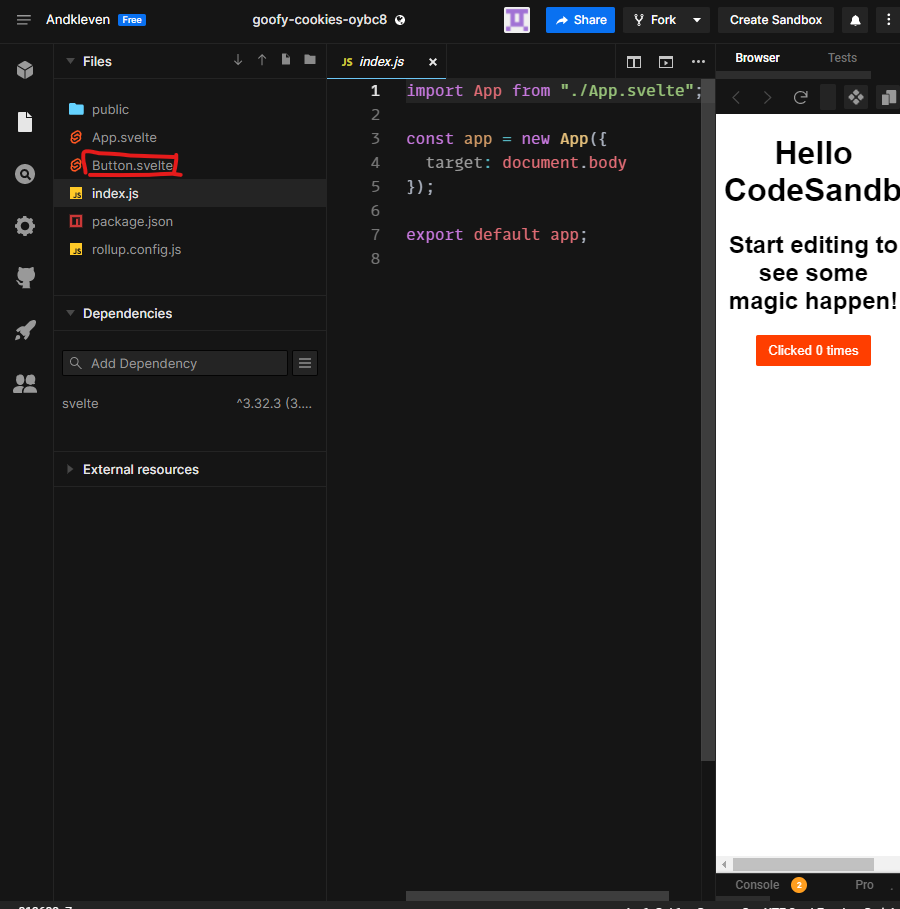 Andkleven Free
goofy-cookies-oybc8
Share
Fork
Create Sandbox
Files
public
App.svelte
Button.svelte
JS index.js
JS package.json
JS rollup.config.js
Dependencies
Add Dependency
svelte ^3.32.3 (3....
External resources
JS index.js ×
1 import App from "./App.svelte";
2
3 const app = new App({
4 target: document.body
5 });
6
7 export default app;
8
Browser Tests
Hello
CodeSandb
Start editing to
see some
magic happen!
Clicked 0 times
Console 2 Pro